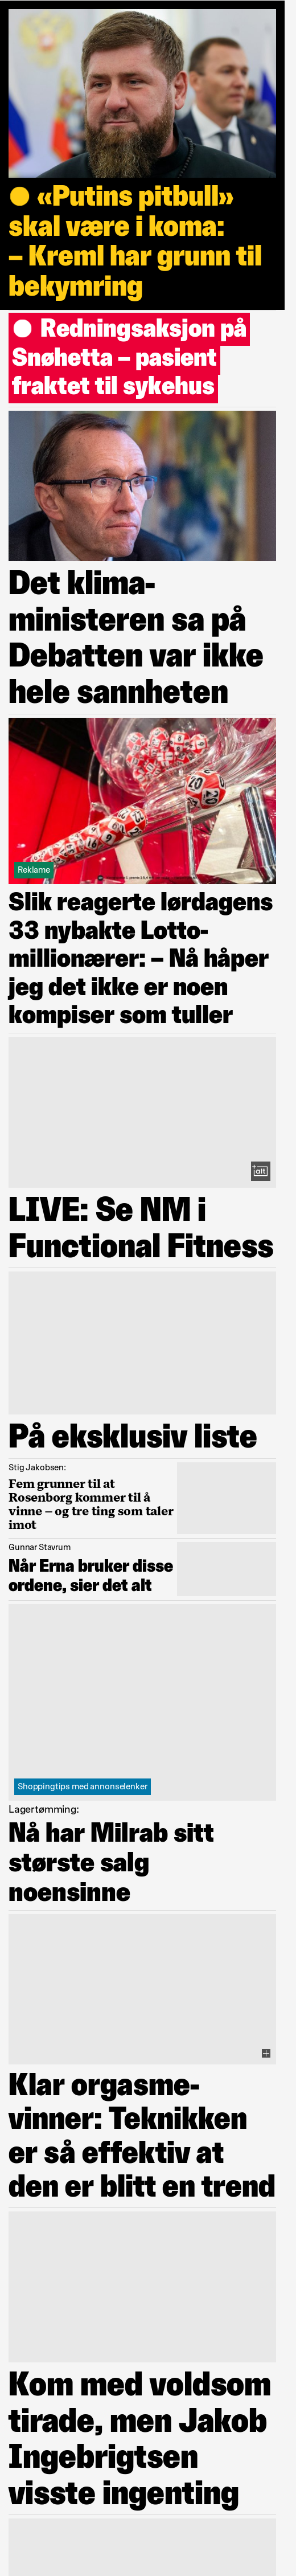 «Putins pitbull»
skal være i koma:
– Kreml har grunn til
bekymring
Redningsaksjon på
Snøhetta – pasient
fraktet til sykehus
Det klima-
ministeren sa på
Debatten var ikke
hele sannheten
Reklame
Slik reagerte lørdagens
33 nybakte Lotto-
millionærer: – Nå håper
jeg det ikke er noen
kompiser som tuller
alt
LIVE: Se NM i
Functional Fitness
På eksklusiv liste
Stig Jakobsen:
Fem grunner til at
Rosenborg kommer til å
vinne – og tre ting som taler
imot
Gunnar Stavrum
Når Erna bruker disse
ordene, sier det alt
Shoppingtips med annonselenker
Lagertømming:
Nå har Milrab sitt
største salg
noensinne
Klar orgasme-
vinner: Teknikken
er så effektiv at
den er blitt en trend
Kom med voldsom
tirade, men Jakob
Ingebrigtsen
visste ingenting